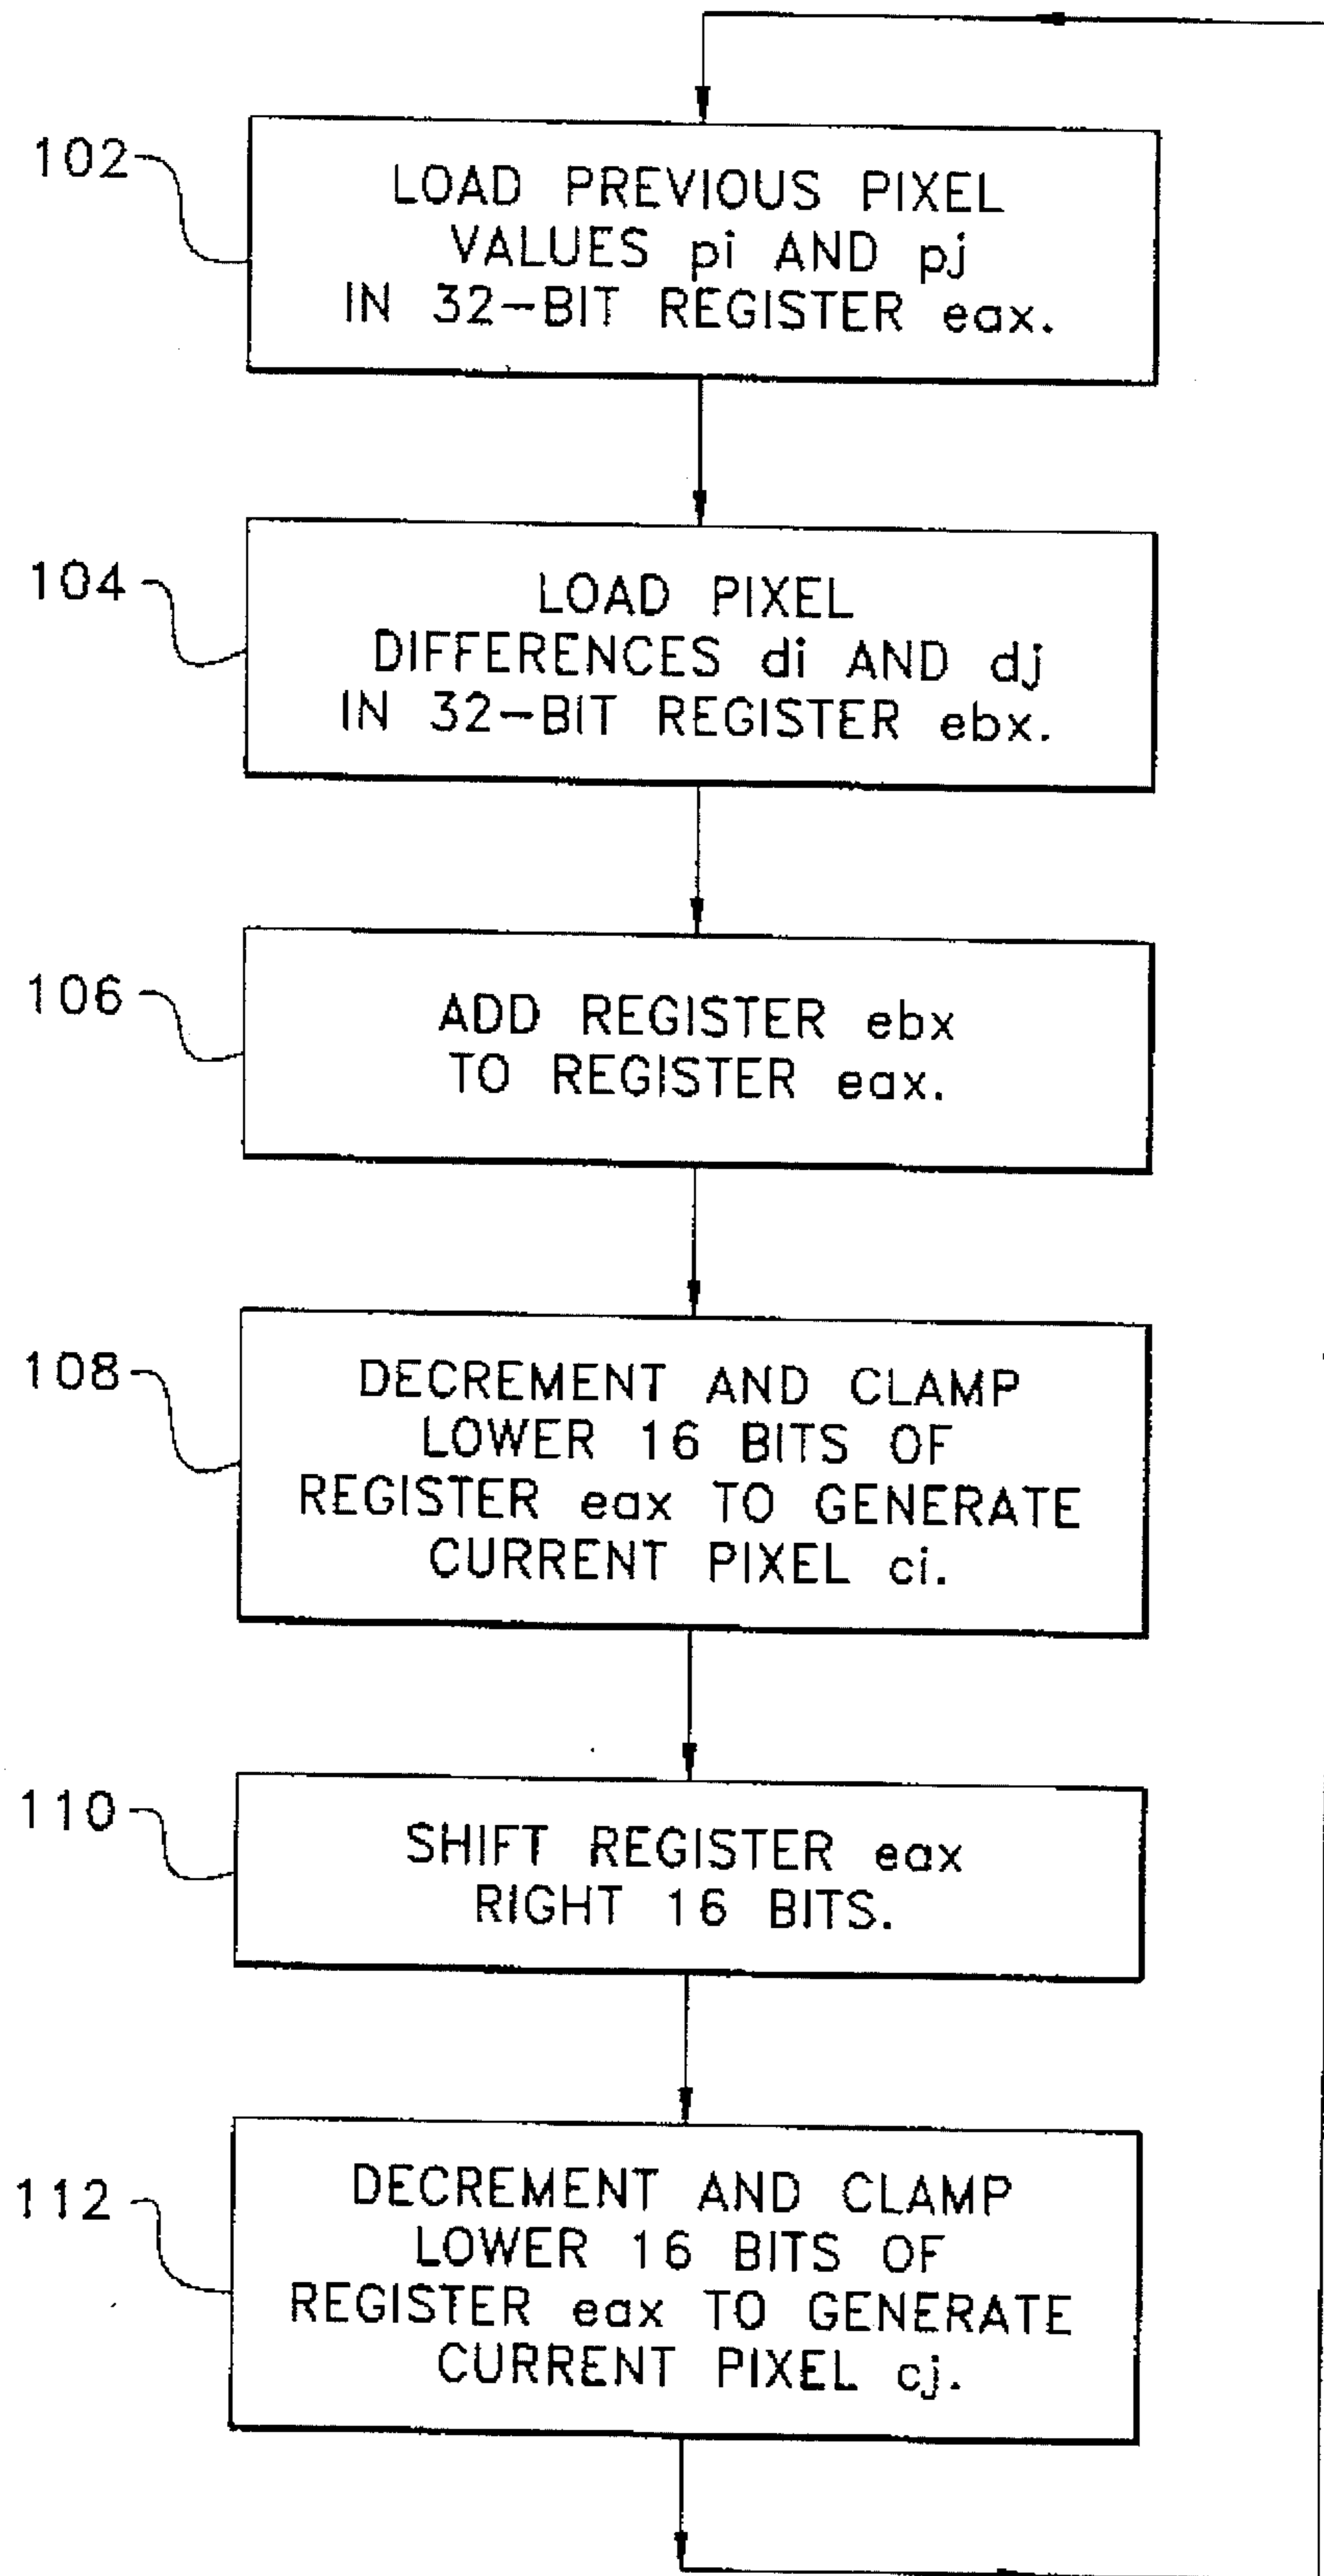 102
LOAD PREVIOUS PIXEL
VALUES pi AND pj
IN 32-BIT REGISTER eax.
104
LOAD PIXEL
DIFFERENCES di AND dj
IN 32-BIT REGISTER ebx.
106
ADD REGISTER ebx
TO REGISTER eax.
108
DECREMENT AND CLAMP
LOWER 16 BITS OF
REGISTER eax TO GENERATE
CURRENT PIXEL ci.
110
SHIFT REGISTER eax
RIGHT 16 BITS.
112
DECREMENT AND CLAMP
LOWER 16 BITS OF
REGISTER eax TO GENERATE
CURRENT PIXEL cj.